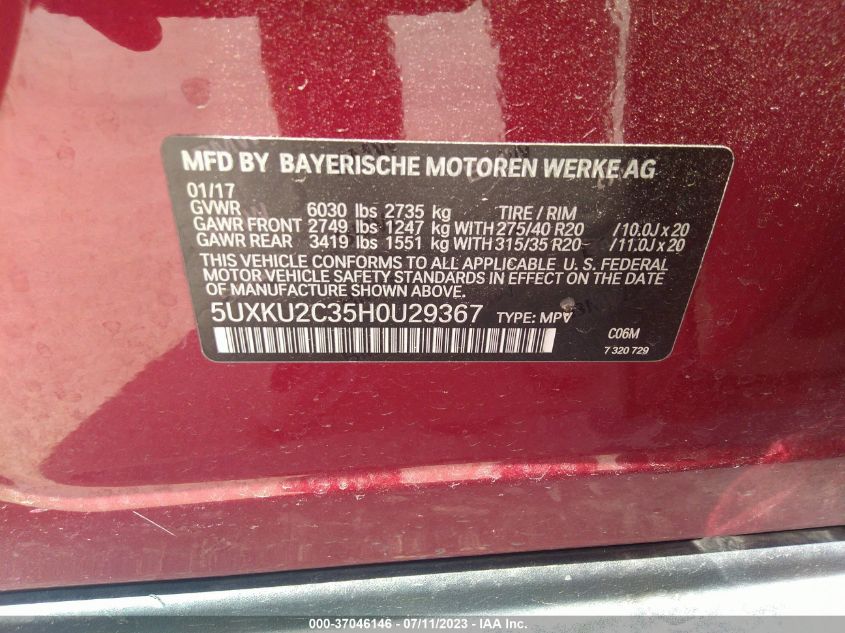 MFD BY BAYERISCHE MOTOREN WERKE AG
01/17
GVWR 6030 lbs 2735 kg TIRE / RIM
GAWR FRONT 2749 lbs 1247 kg WITH 275/40 R20 /10.0J x 20
GAWR REAR 3419 lbs 1551 kg WITH 315/35 R20 /11.0J x 20
THIS VEHICLE CONFORMS TO ALL APPLICABLE U. S. FEDERAL
MOTOR VEHICLE SAFETY STANDARDS IN EFFECT ON THE DATE
OF MANUFACTURE SHOWN ABOVE.
5UXKU2C35H0U29367 TYPE: MPV
C06M
7 320 729
000-37046146 - 07/11/2023 - IAA Inc.